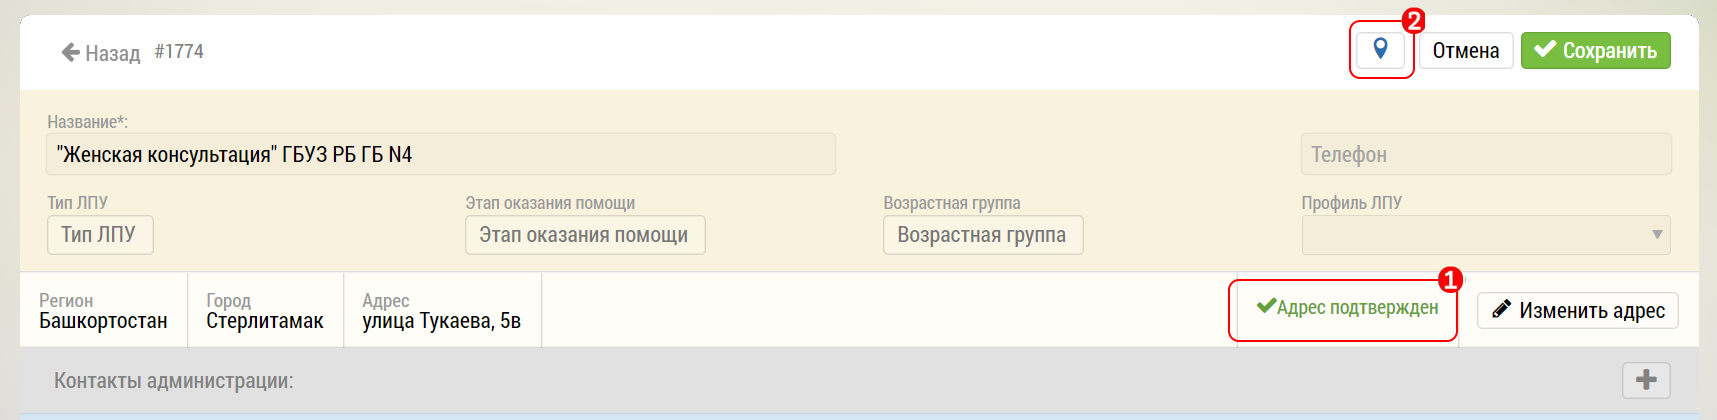 Назад #1774
2
Отмена
Сохранить
Название*:
"Женская консультация" ГБУЗ РБ ГБ N4
Телефон
Тип ЛПУ
Этап оказания помощи
Возрастная группа
Профиль ЛПУ
Тип ЛПУ
Этап оказания помощи
Возрастная группа
1
Регион
Башкортостан
Город
Стерлитамак
Адрес
улица Тукаева, 5в
Адрес подтвержден
Изменить адрес
Контакты администрации: